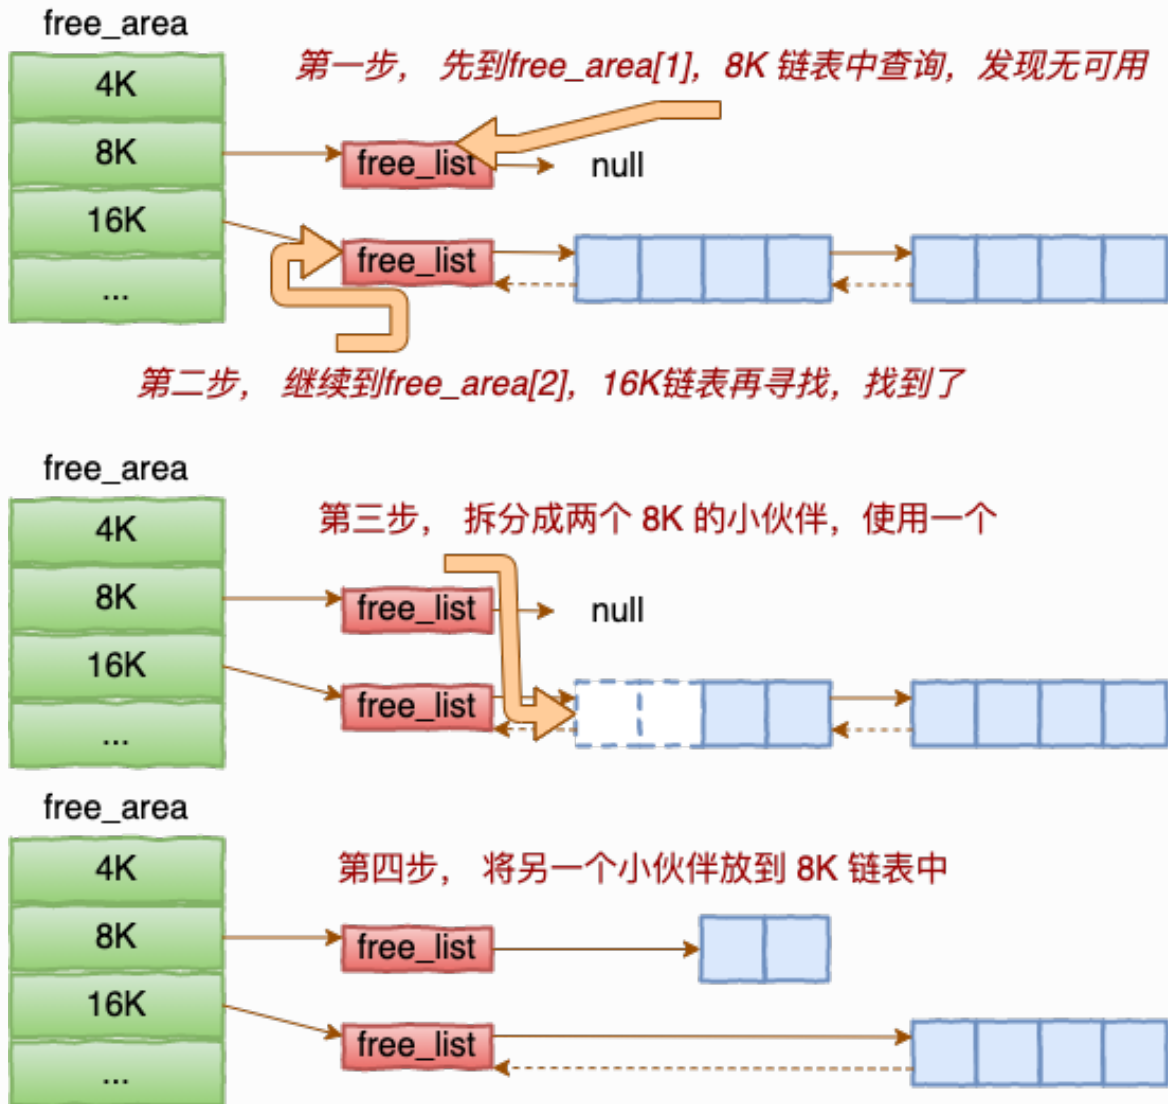 free_area
第一步， 先到free_area[1]，8K 链表中查询，发现无可用
4K
8K
free_list
null
16K
free_list
...
第二步， 继续到free_area[2]，16K链表再寻找，找到了
free_area
第三步， 拆分成两个 8K 的小伙伴，使用一个
4K
8K
free_list
null
16K
free_list
...
free_area
第四步， 将另一个小伙伴放到 8K 链表中
4K
8K
free_list
16K
free_list
...